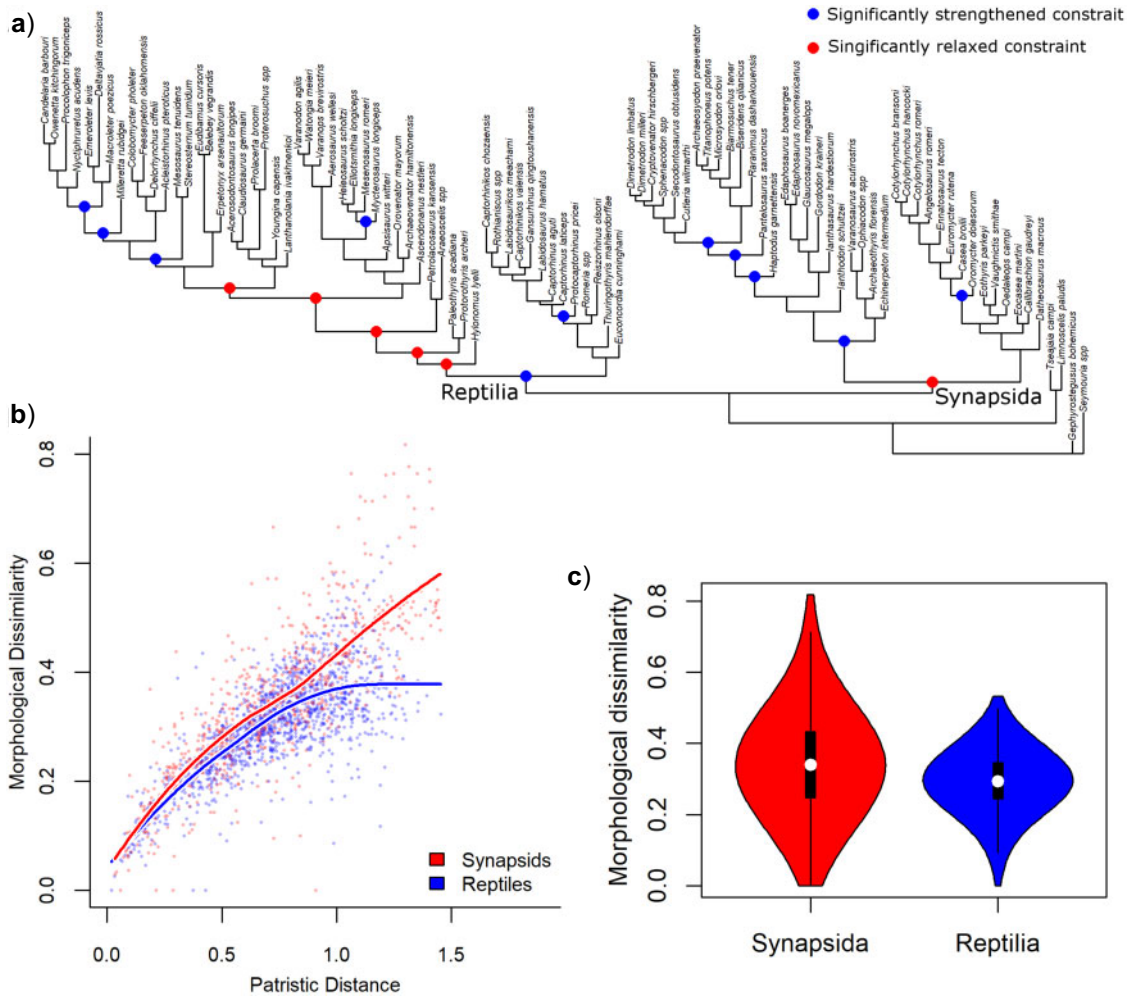 a)
Significantly strengthened constrait
Singificantly relaxed constraint
Candelaria barbouri
Owenetta kitchingorum
Procolophon trigoniceps
Nyctiphruretus acudens
Emeroleter levis
Deltavjatia rossicus
Macroleter poezicus
Milleretta rubidgei
Colobomycter pholeter
Feeserpeton oklahomensis
Delorhynchus cifelli
Acleistorhinus pteroticus
Mesosaurus tenudens
Stereosternum tumidum
Eudibamus cursoris
Belebey vegrandis
Erpetonyx arsenaultorum
Acerosodontosaurus longipes
Claudiosaurus germaini
Prolacerta broomi
Proterosuchus spp
Youngina capensis
Lanthanolania ivakhnenkoi
Varanodon agilis
Watongia meieri
Varanops brevirostris
Aerosaurus wellesi
Heleosaurus scholtzi
Elliotsmithia longiceps
Mesenosaurus romeri
Mycterosaurus longiceps
Apsisaurus witteri
Orovenator mayorum
Archaeovenator hamiltonensis
Ascendonanus nestleri
Petrolacosaurus kansensis
Araeoscelis spp
Paleothyris acadiana
Protorothyris archeri
Hylonomus lyelli
Captorhinikos chozaensis
Rothianiscus spp
Labidosaurikos meachami
Captorhinikos valensis
Gansurhinus qingtoushanensis
Labidosaurus hamatus
Captorhinus aguti
Captorhinus laticeps
Protocaptorhinus pricei
Romeria spp
Reiszorhinus olsoni
Thuringothyris mahlendorffae
Euconcordia cunninghami
Dimetrodon limbatus
Dimetrodon milleri
Cryptovenator hirschbergeri
Sphenacodon spp
Secodontosaurus obtusidens
Cutleria wilmarthi
Archaeosyodon praevenator
Titanophoneus potens
Microsyodon orlovi
Biarmosuchus tener
Biseridens qilianicus
Raranimus dashankouensis
Pantelosaurus saxonicus
Haptodus garnettensis
Edaphosaurus boanerges
Edaphosaurus novomexicanus
Glaucosaurus megalops
Gordodon kraineri
Ianthasaurus hardestiorum
Ianthodon schultzei
Varanosaurus acutirostris
Ophiacodon spp
Archaeothyris florensis
Echinerpeton intermedium
Cotylorhynchus bransoni
Cotylorhynchus hancocki
Cotylorhynchus romeri
Angelosaurus romeri
Ennatosaurus tecton
Euromycter rutena
Casea broilii
Oromycter dolesorum
Eothyris parkeyi
Vaughnictis smithae
Oedaleops campi
Eocasea martini
Callibrachion gaudreyi
Datheosaurus macrous
Tseajaia campi
Limnoscelis paludis
Gephyrostegusus bohemicus
Seymouria spp
Reptilia
Synapsida
b)
Morphological Dissimilarity
0.8
0.6
0.4
0.2
0.0
Synapsids
Reptiles
0.0 0.5 1.0 1.5
Patristic Distance
c)
Morphological dissimilarity
0.8
0.6
0.4
0.2
0.0
Synapsida Reptilia